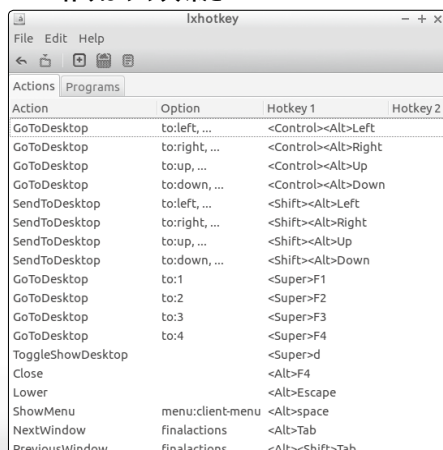 lxhotkey
File Edit Help
Actions Programs
Action Option Hotkey 1 Hotkey 2
GoToDesktop to:left, ... <Control><Alt>Left
GoToDesktop to:right, ... <Control><Alt>Right
GoToDesktop to:up, ... <Control><Alt>Up
GoToDesktop to:down, ... <Control><Alt>Down
SendToDesktop to:left, ... <Shift><Alt>Left
SendToDesktop to:right, ... <Shift><Alt>Right
SendToDesktop to:up, ... <Shift><Alt>Up
SendToDesktop to:down, ... <Shift><Alt>Down
GoToDesktop to:1 <Super>F1
GoToDesktop to:2 <Super>F2
GoToDesktop to:3 <Super>F3
GoToDesktop to:4 <Super>F4
ToggleShowDesktop <Super>d
Close <Alt>F4
Lower <Alt>Escape
ShowMenu menu:client-menu <Alt>space
NextWindow finalactions <Alt>Tab
PreviousWindow finalactions <Alt><Shift>Tab